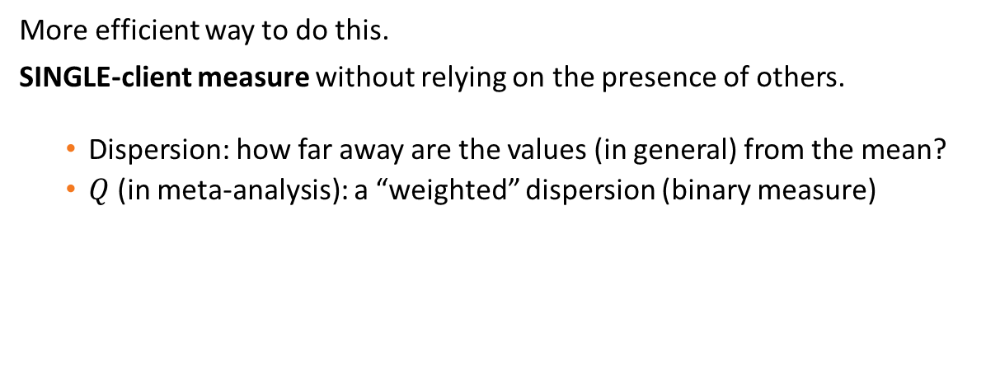 More efficient way to do this.
SINGLE-client measure without relying on the presence of others.
• Dispersion: how far away are the values (in general) from the mean?
• Q (in meta-analysis): a “weighted” dispersion (binary measure)